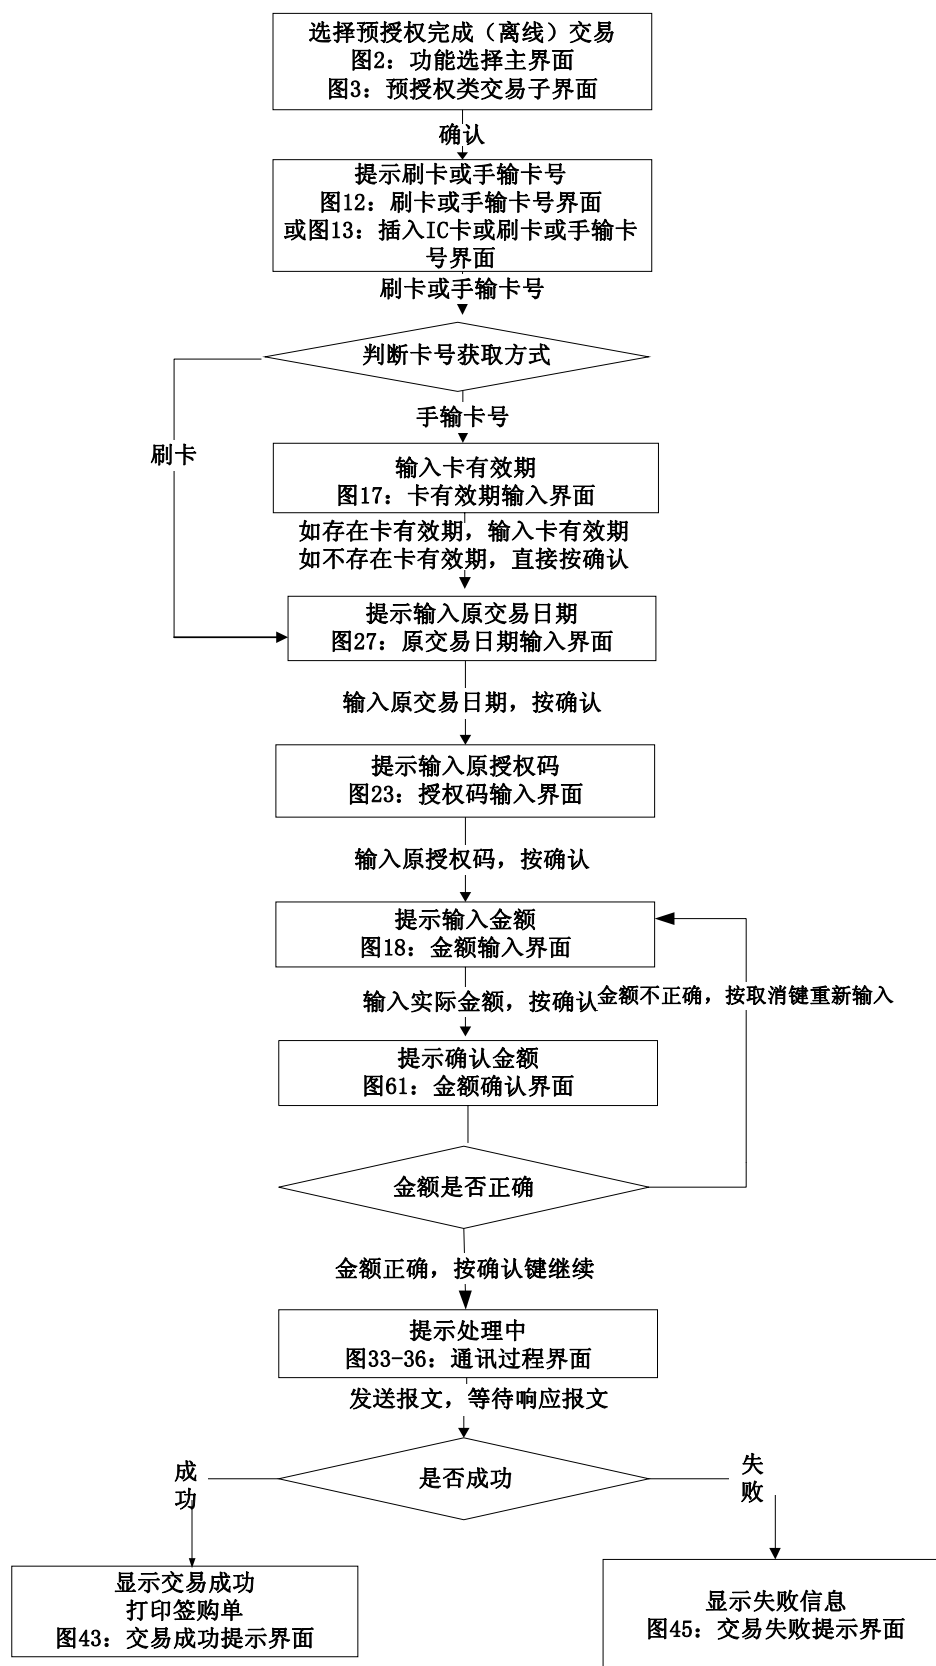 选择预授权完成（离线）交易
图2：功能选择主界面
图3：预授权类交易子界面
确认
提示刷卡或手输卡号
图12：刷卡或手输卡号界面
或图13：插入IC卡或刷卡或手输卡
号界面
刷卡或手输卡号
判断卡号获取方式
手输卡号
刷卡
输入卡有效期
图17：卡有效期输入界面
如存在卡有效期，输入卡有效期
如不存在卡有效期，直接按确认
提示输入原交易日期
图27：原交易日期输入界面
输入原交易日期，按确认
提示输入原授权码
图23：授权码输入界面
输入原授权码，按确认
提示输入金额
图18：金额输入界面
输入实际金额，按确认
金额不正确，按取消键重新输入
提示确认金额
图61：金额确认界面
金额是否正确
金额正确，按确认键继续
提示处理中
图33-36：通讯过程界面
发送报文，等待响应报文
是否成功
成
功
失
败
显示交易成功
打印签购单
图43：交易成功提示界面
显示失败信息
图45：交易失败提示界面